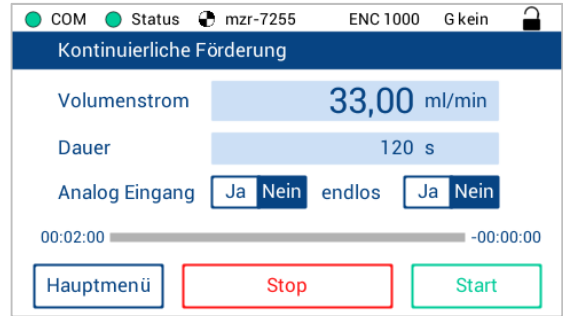 COM Status mzr-7255 ENC 1000 G kein
Kontinuierliche Förderung
Volumenstrom 33,00 ml/min
Dauer 120 s
Analog Eingang Ja Nein endlos Ja Nein
00:02:00 -00:00:00
Hauptmenü Stop Start